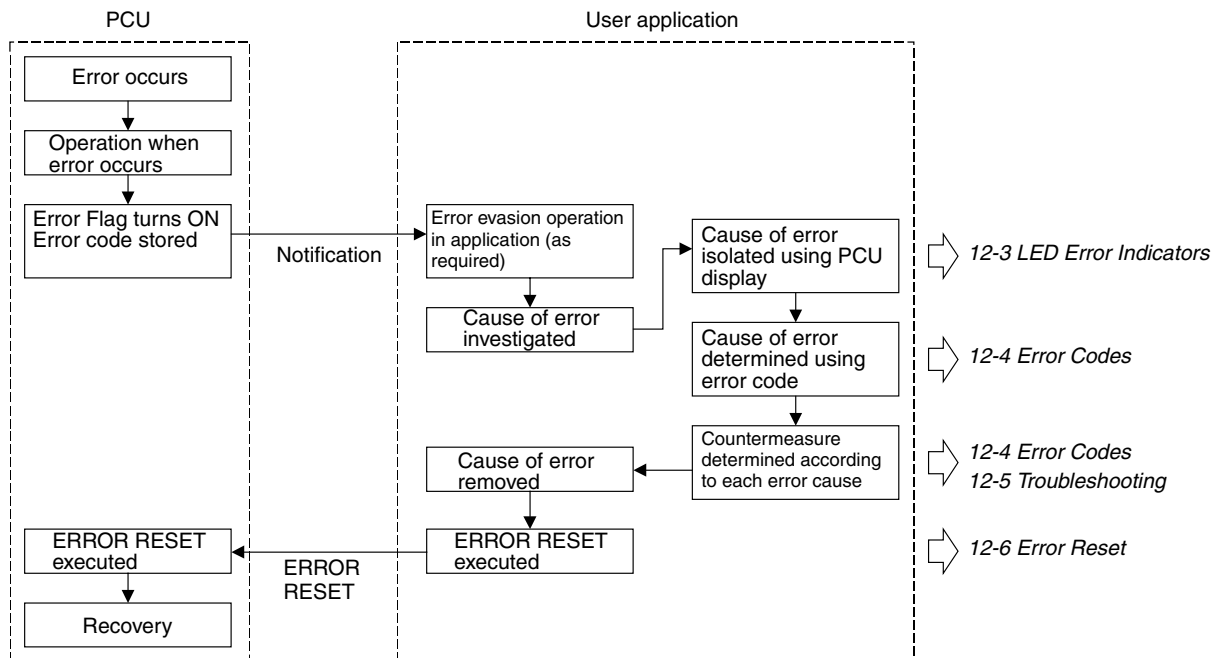 PCU
User application
Error occurs
Operation when
error occurs
Error Flag turns ON
Error code stored
Notification
Error evasion operation
in application (as
required)
Cause of error
investigated
Cause of error
isolated using PCU
display
12-3 LED Error Indicators
Cause of error
determined using
error code
12-4 Error Codes
Countermeasure
determined according
to each error cause
12-4 Error Codes
12-5 Troubleshooting
Cause of error
removed
ERROR RESET
executed
12-6 Error Reset
ERROR
RESET
ERROR RESET
executed
Recovery